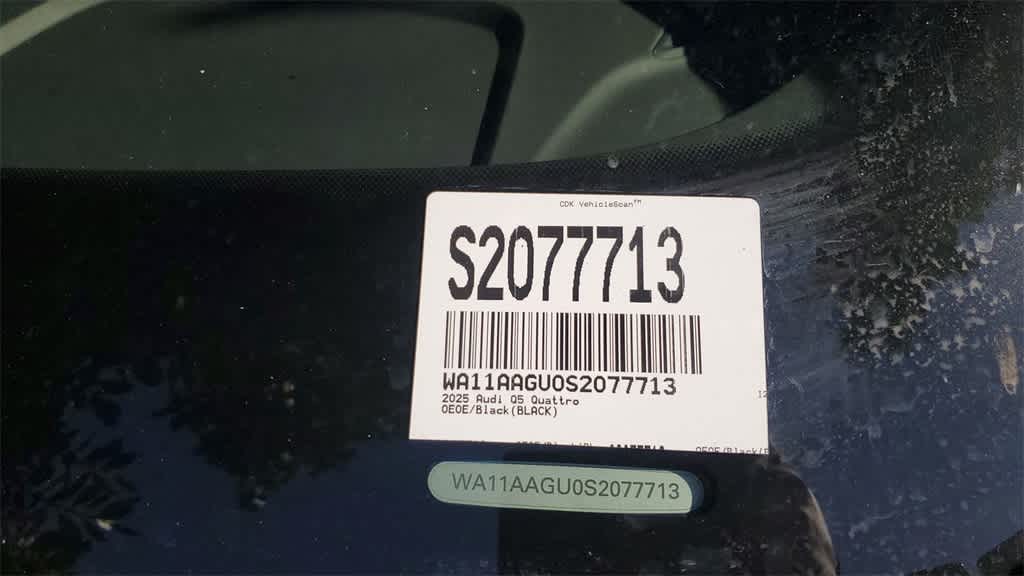 CDK VehicleScan™
S2077713
WA11AAGU0S2077713
2025 Audi Q5 Quattro
0E0E/Black(BLACK)
WA11AAGU0S2077713